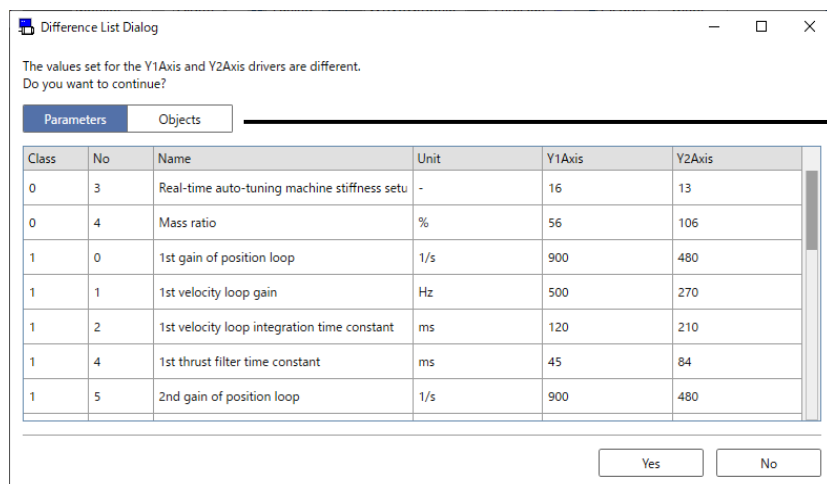 Difference List Dialog
The values set for the Y1Axis and Y2Axis drivers are different.
Do you want to continue?
Parameters Objects
Class No Name Unit Y1Axis Y2Axis
0 3 Real-time auto-tuning machine stiffness setu - 16 13
0 4 Mass ratio % 56 106
1 0 1st gain of position loop 1/s 900 480
1 1 1st velocity loop gain Hz 500 270
1 2 1st velocity loop integration time constant ms 120 210
1 4 1st thrust filter time constant ms 45 84
1 5 2nd gain of position loop 1/s 900 480
Yes No